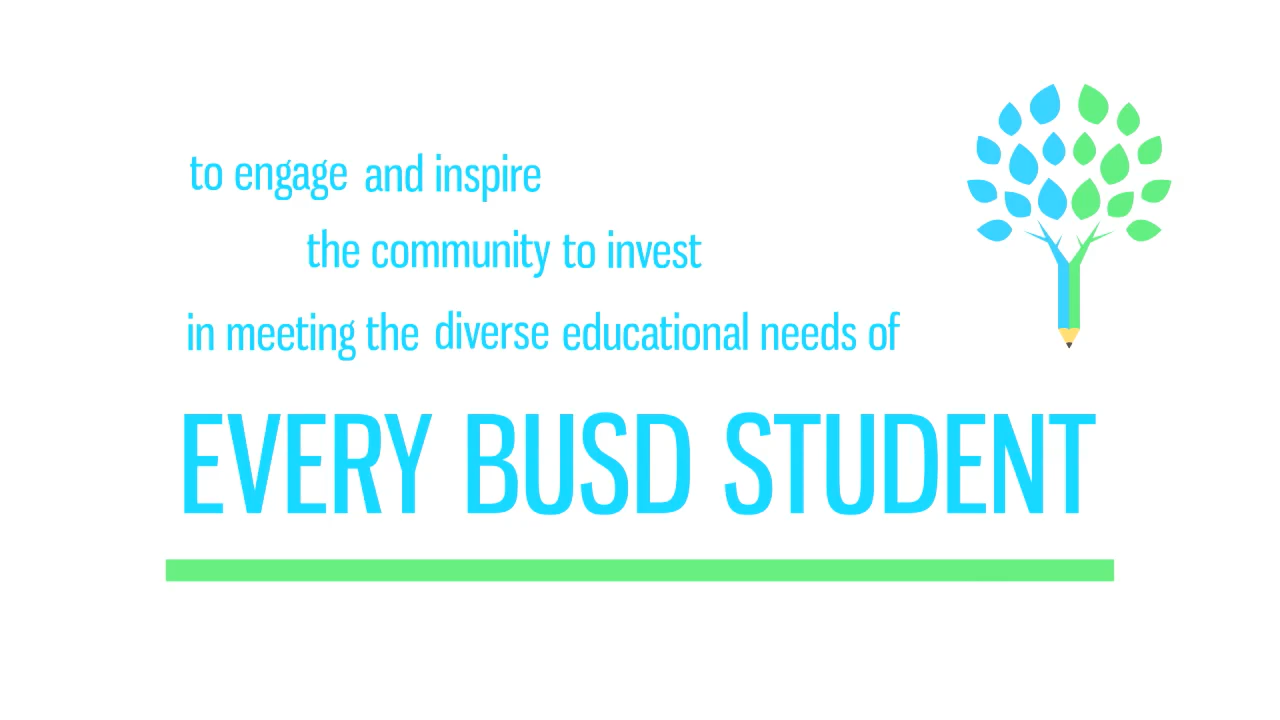 to engage and inspire
the community to invest
in meeting the diverse educational needs of
EVERY BUSD STUDENT